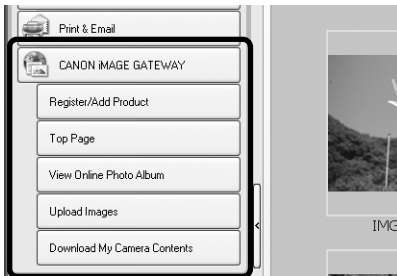 Print & Email
CANON iMAGE GATEWAY
Register/Add Product
Top Page
View Online Photo Album
Upload Images
IMG
Download My Camera Contents